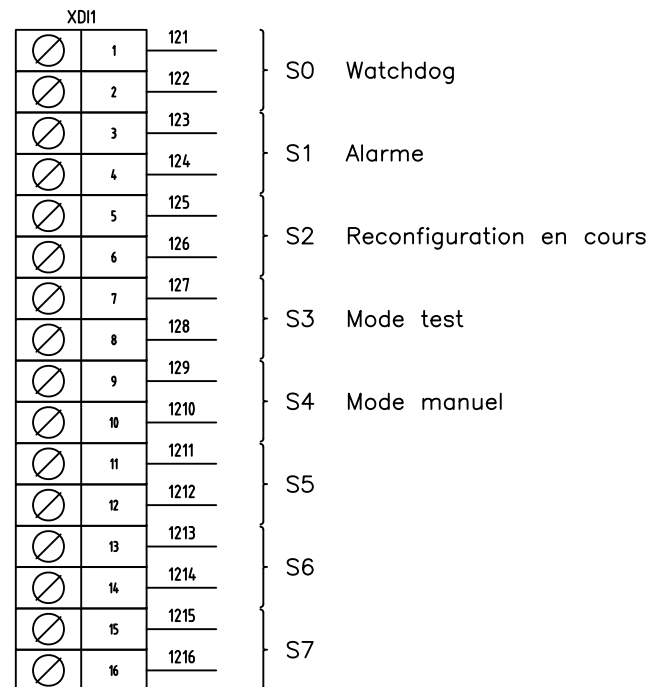 XDI1
1 121
S0 Watchdog
2 122
3 123
S1 Alarme
4 124
5 125
S2 Reconfiguration en cours
6 126
7 127
S3 Mode test
8 128
9 129
S4 Mode manuel
10 1210
11 1211
S5
12 1212
13 1213
S6
14 1214
15 1215
S7
16 1216